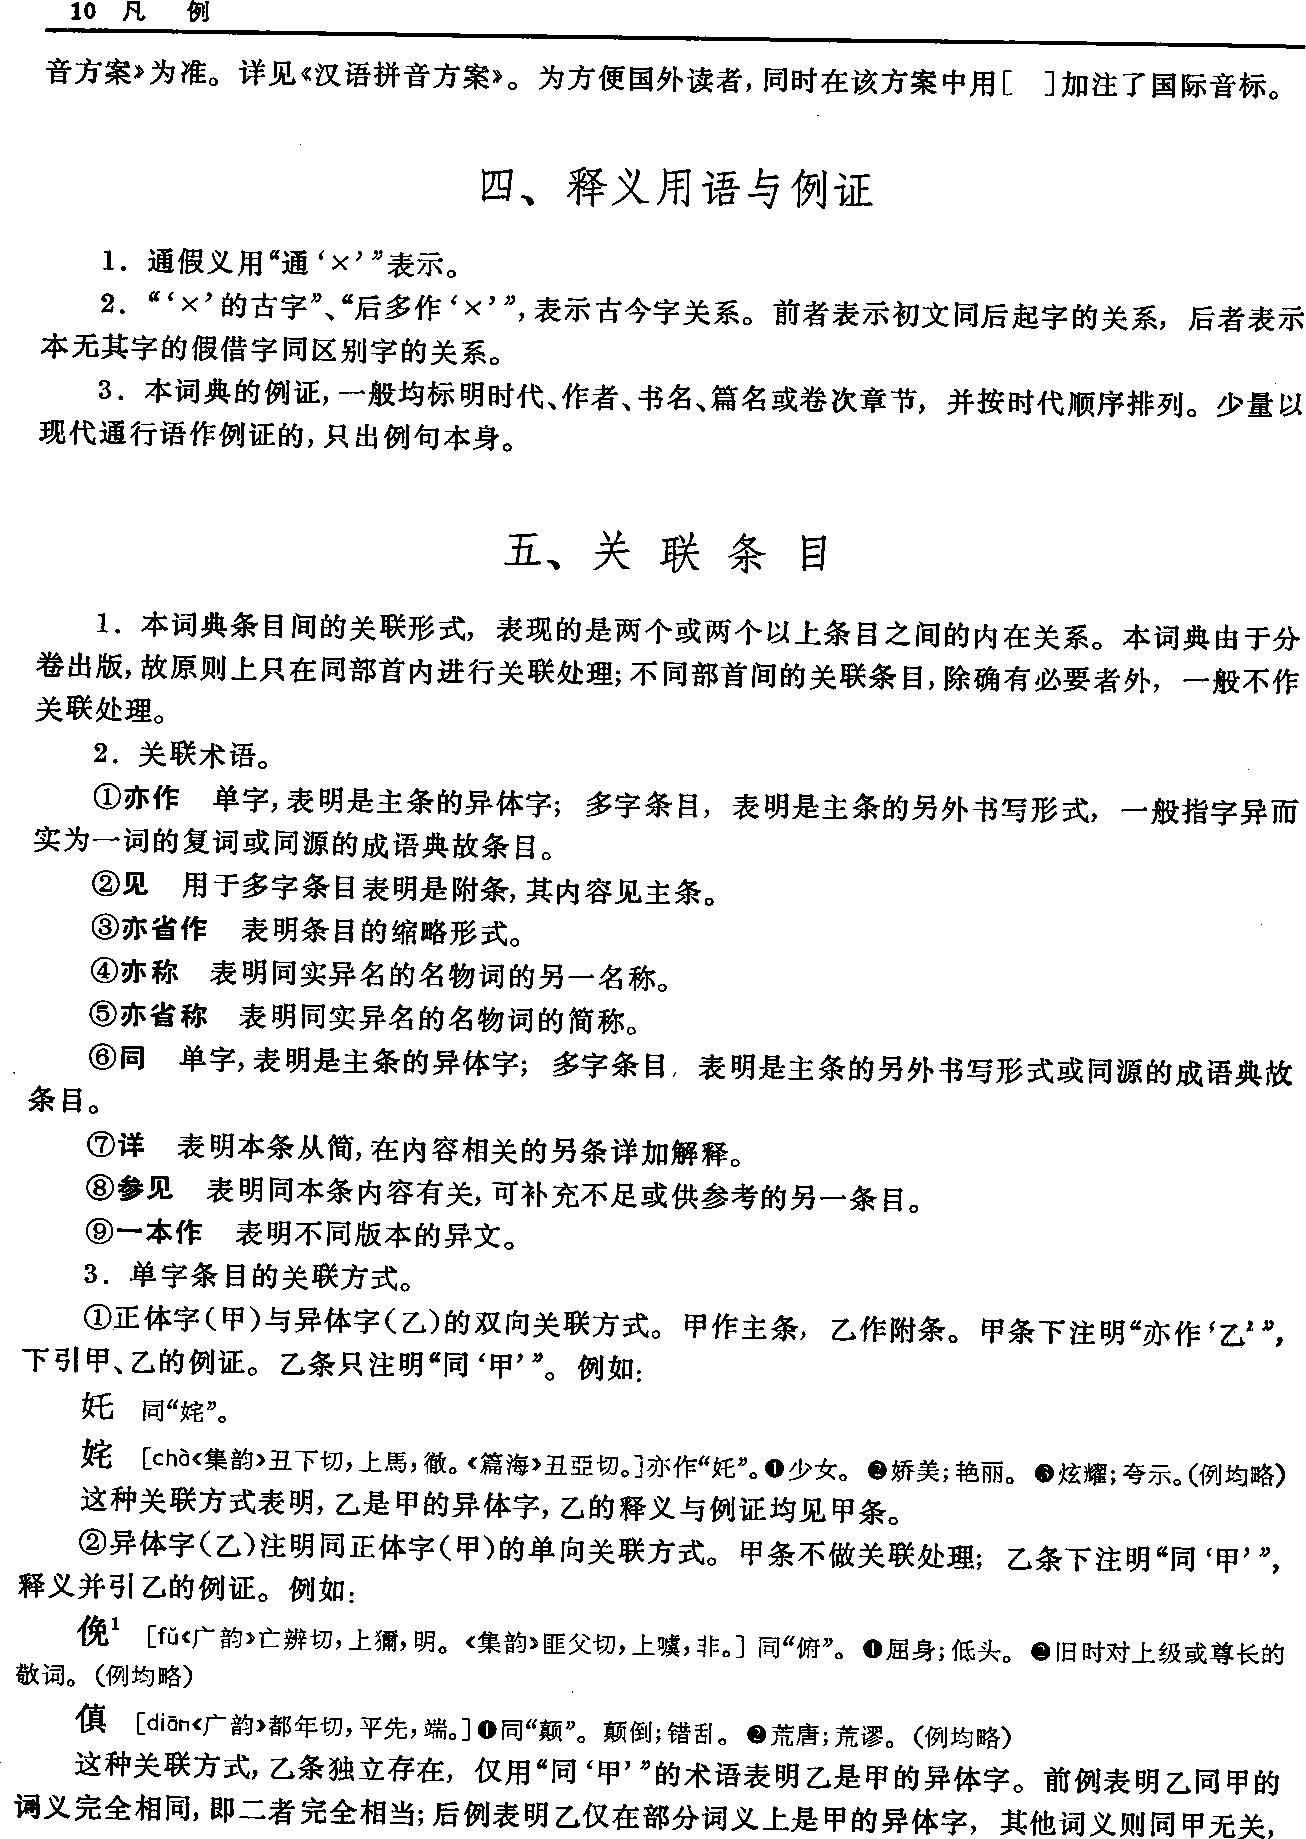 10 凡 例
音方案》为准。详见《汉语拼音方案》。为方便国外读者,同时在该方案中用[ ]加注了国际音标。
四、释义用语与例证
1. 通假义用“通‘×’”表示。
2. “‘×’的古字”、“后多作‘×’”,表示古今字关系。前者表示初文同后起字的关系, 后者表示
本无其字的假借字同区别字的关系。
3. 本词典的例证,一般均标明时代、作者、书名、篇名或卷次章节, 并按时代顺序排列。少量以
现代通行语作例证的,只出例句本身。
五、关 联 条 目
1. 本词典条目间的关联形式, 表现的是两个或两个以上条目之间的内在关系。本词典由于分
卷出版,故原则上只在同部首内进行关联处理;不同部首间的关联条目,除确有必要者外, 一般不作
关联处理。
2. 关联术语。
①亦作 单字,表明是主条的异体字; 多字条目, 表明是主条的另外书写形式, 一般指字异而
实为一词的复词或同源的成语典故条目。
②见 用于多字条目表明是附条,其内容见主条。
③亦省作 表明条目的缩略形式。
④亦称 表明同实异名的名物词的另一名称。
⑤亦省称 表明同实异名的名物词的简称。
⑥同 单字,表明是主条的异体字; 多字条目, 表明是主条的另外书写形式或同源的成语典故
条目。
⑦详 表明本条从简,在内容相关的另条详加解释。
⑧参见 表明同本条内容有关,可补充不足或供参考的另一条目。
⑨一本作 表明不同版本的异文。
3. 单字条目的关联方式。
①正体字(甲)与异体字(乙)的双向关联方式。甲作主条, 乙作附条。甲条下注明“亦作‘乙’”,
下引甲、乙的例证。乙条只注明“同‘甲’”。例如:
奼 同“姹”。
姹 [chà《集韵》丑下切,上馬,徹。《篇海》丑亞切。]亦作“奼”。❶少女。 ❷娇美;艳丽。 ❸炫耀;夸示。(例均略)
这种关联方式表明,乙是甲的异体字,乙的释义与例证均见甲条。
②异体字(乙)注明同正体字(甲)的单向关联方式。甲条不做关联处理; 乙条下注明“同‘甲’”,
释义并引乙的例证。例如:
俛¹ [fǔ《广韵》亡辨切,上獮,明。《集韵》匪父切,上噳,非。] 同“俯”。 ❶屈身;低头。 ❷旧时对上级或尊长的
敬词。(例均略)
傎 [diān《广韵》都年切,平先,端。]❶同“颠”。 颠倒;错乱。 ❷荒唐;荒谬。(例均略)
这种关联方式,乙条独立存在, 仅用“同‘甲’”的术语表明乙是甲的异体字。前例表明乙同甲的
词义完全相同,即二者完全相当;后例表明乙仅在部分词义上是甲的异体字, 其他词义则同甲无关,